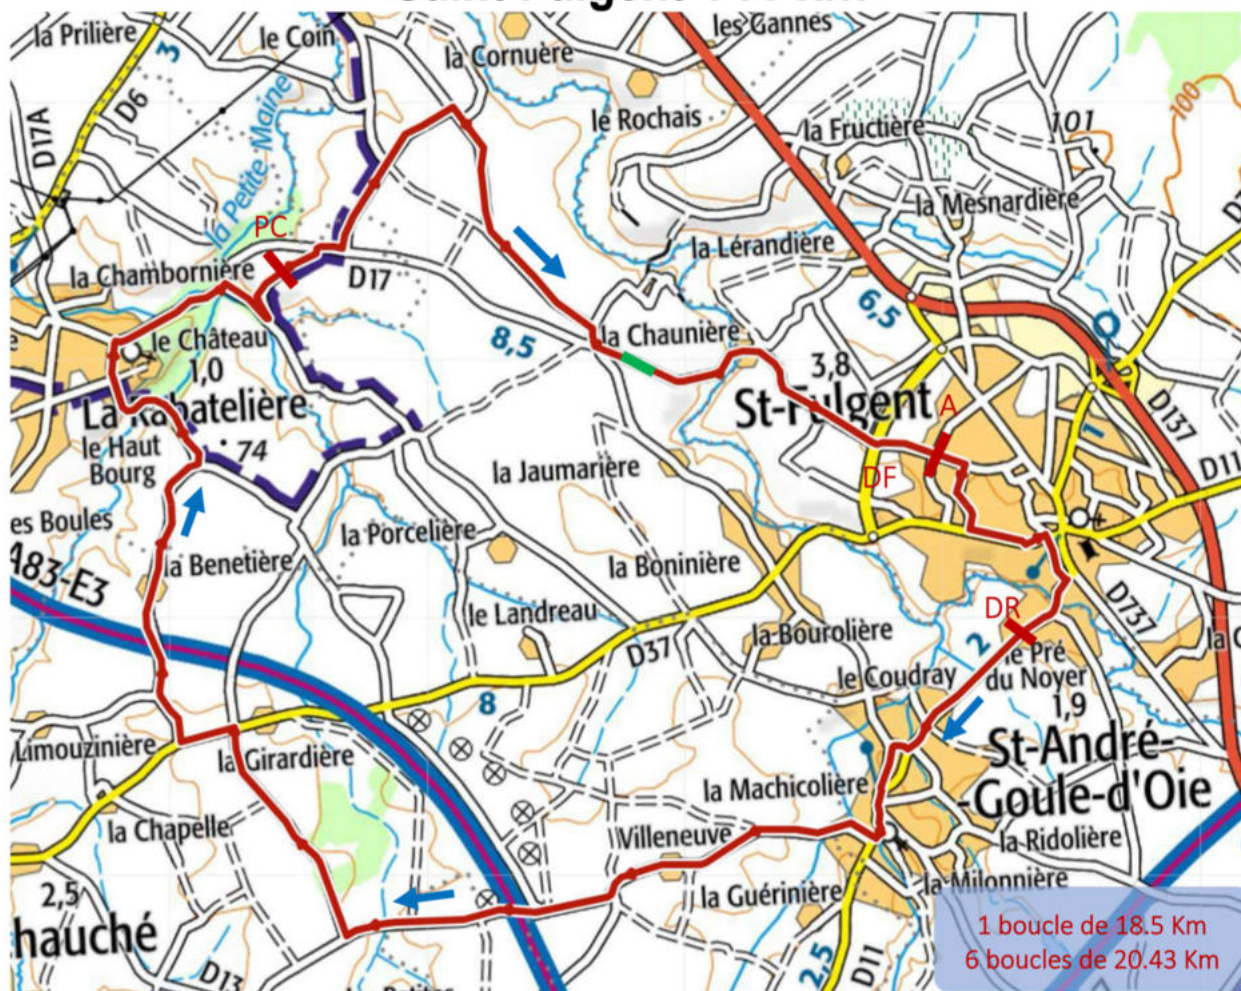 la Prilière
le Coin
la Cornuère
les Gannes
3
D6
D17A
la Petite Maine
le Rochais
la Fructière
101
100
PC
la Mesnardière
la Chambornière
D17
la Lérandière
6,5
8,5
la Chaunière
le Château
1,0
La Rabatelière
3,8
St-Fulgent
A
1
D137
le Haut
Bourg
74
la Jaumarière
DF
D11
es Boules
la Porcelière
A83-E3
la Benetière
la Boninière
le Landreau
DR
D737
la Bourolière
D37
2
le Pré
du Noyer
le Coudray
1,9
8
Limouzinière
la Girardière
St-André-
-Goule-d'Oie
la Machicolière
la Chapelle
Villeneuve
la Ridolière
2,5
la Guérinière
la Milonnière
hauché
D13
2,5
D11
1 boucle de 18.5 Km
6 boucles de 20.43 Km